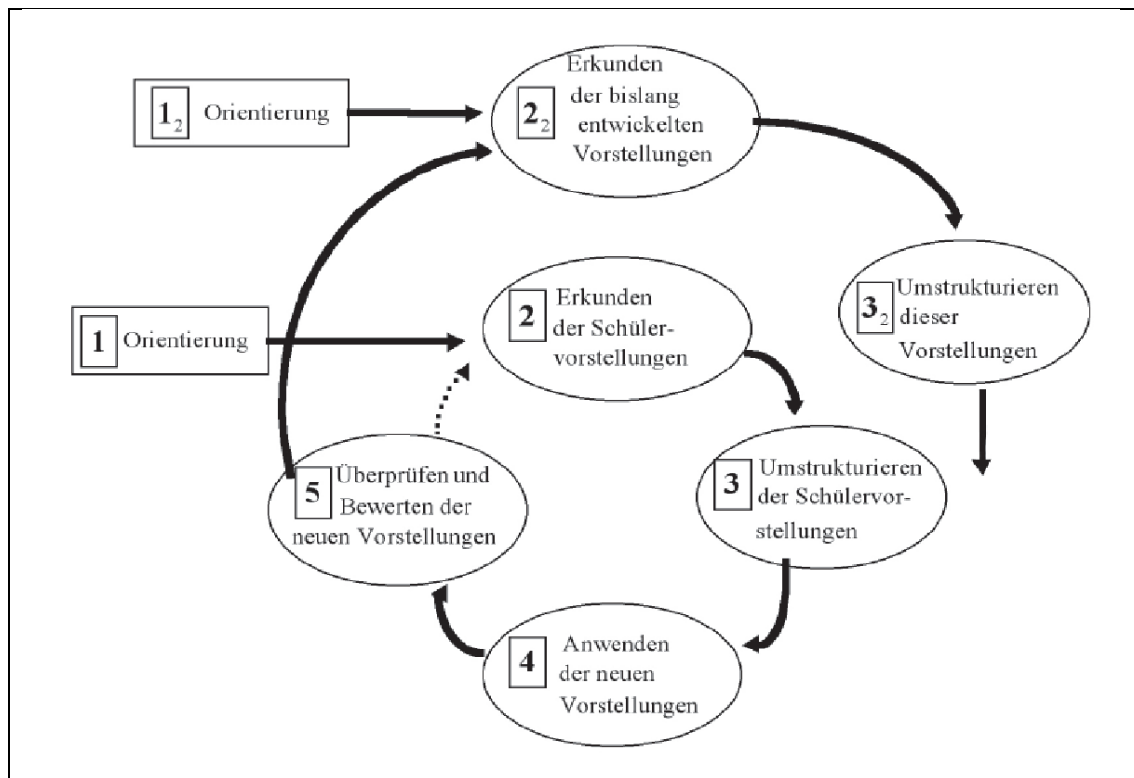 1₂ Orientierung
2₂ Erkunden
der bislang
entwickelten
Vorstellungen
3₂ Umstrukturieren
dieser
Vorstellungen
1 Orientierung
2 Erkunden
der Schüler-
vorstellungen
3 Umstrukturieren
der Schülervor-
stellungen
4 Anwenden
der neuen
Vorstellungen
5 Überprüfen und
Bewerten der
neuen Vorstellungen